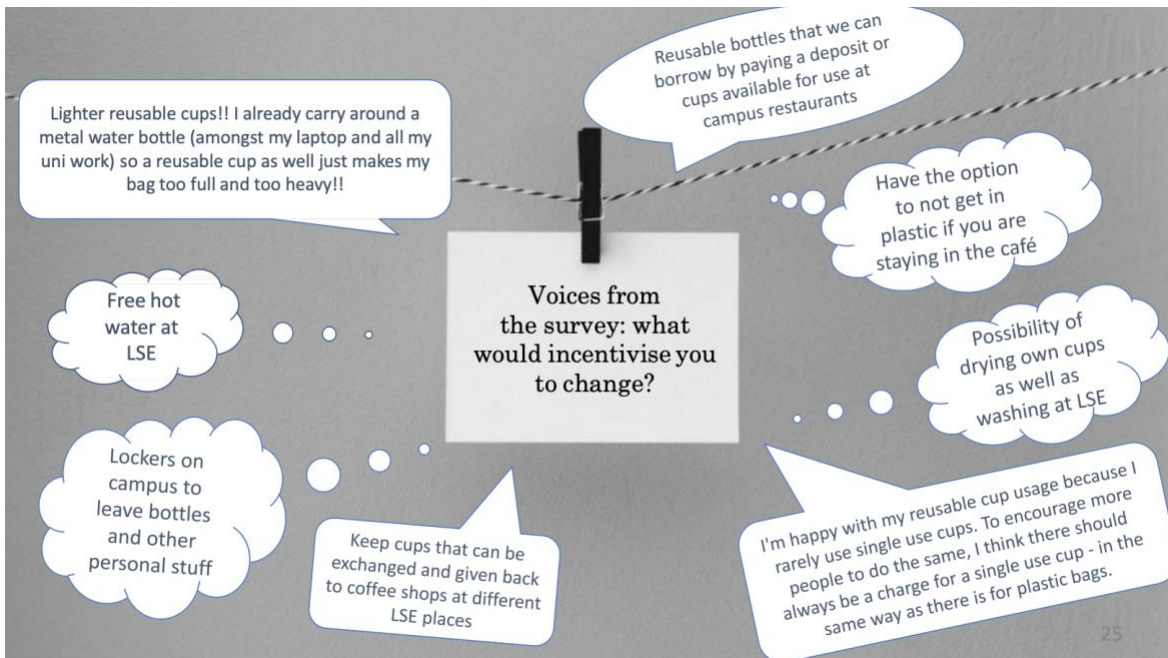 Reusable bottles that we can
borrow by paying a deposit or
cups available for use at
campus restaurants
Lighter reusable cups!! I already carry around a
metal water bottle (amongst my laptop and all my
uni work) so a reusable cup as well just makes my
bag too full and too heavy!!
Have the option
to not get in
plastic if you are
staying in the café
Free hot
water at
LSE
Voices from
the survey: what
would incentivise you
to change?
Possibility of
drying own cups
as well as
washing at LSE
Lockers on
campus to
leave bottles
and other
personal stuff
Keep cups that can be
exchanged and given back
to coffee shops at different
LSE places
I'm happy with my reusable cup usage because I
rarely use single use cups. To encourage more
people to do the same, I think there should
always be a charge for a single use cup - in the
same way as there is for plastic bags.
25